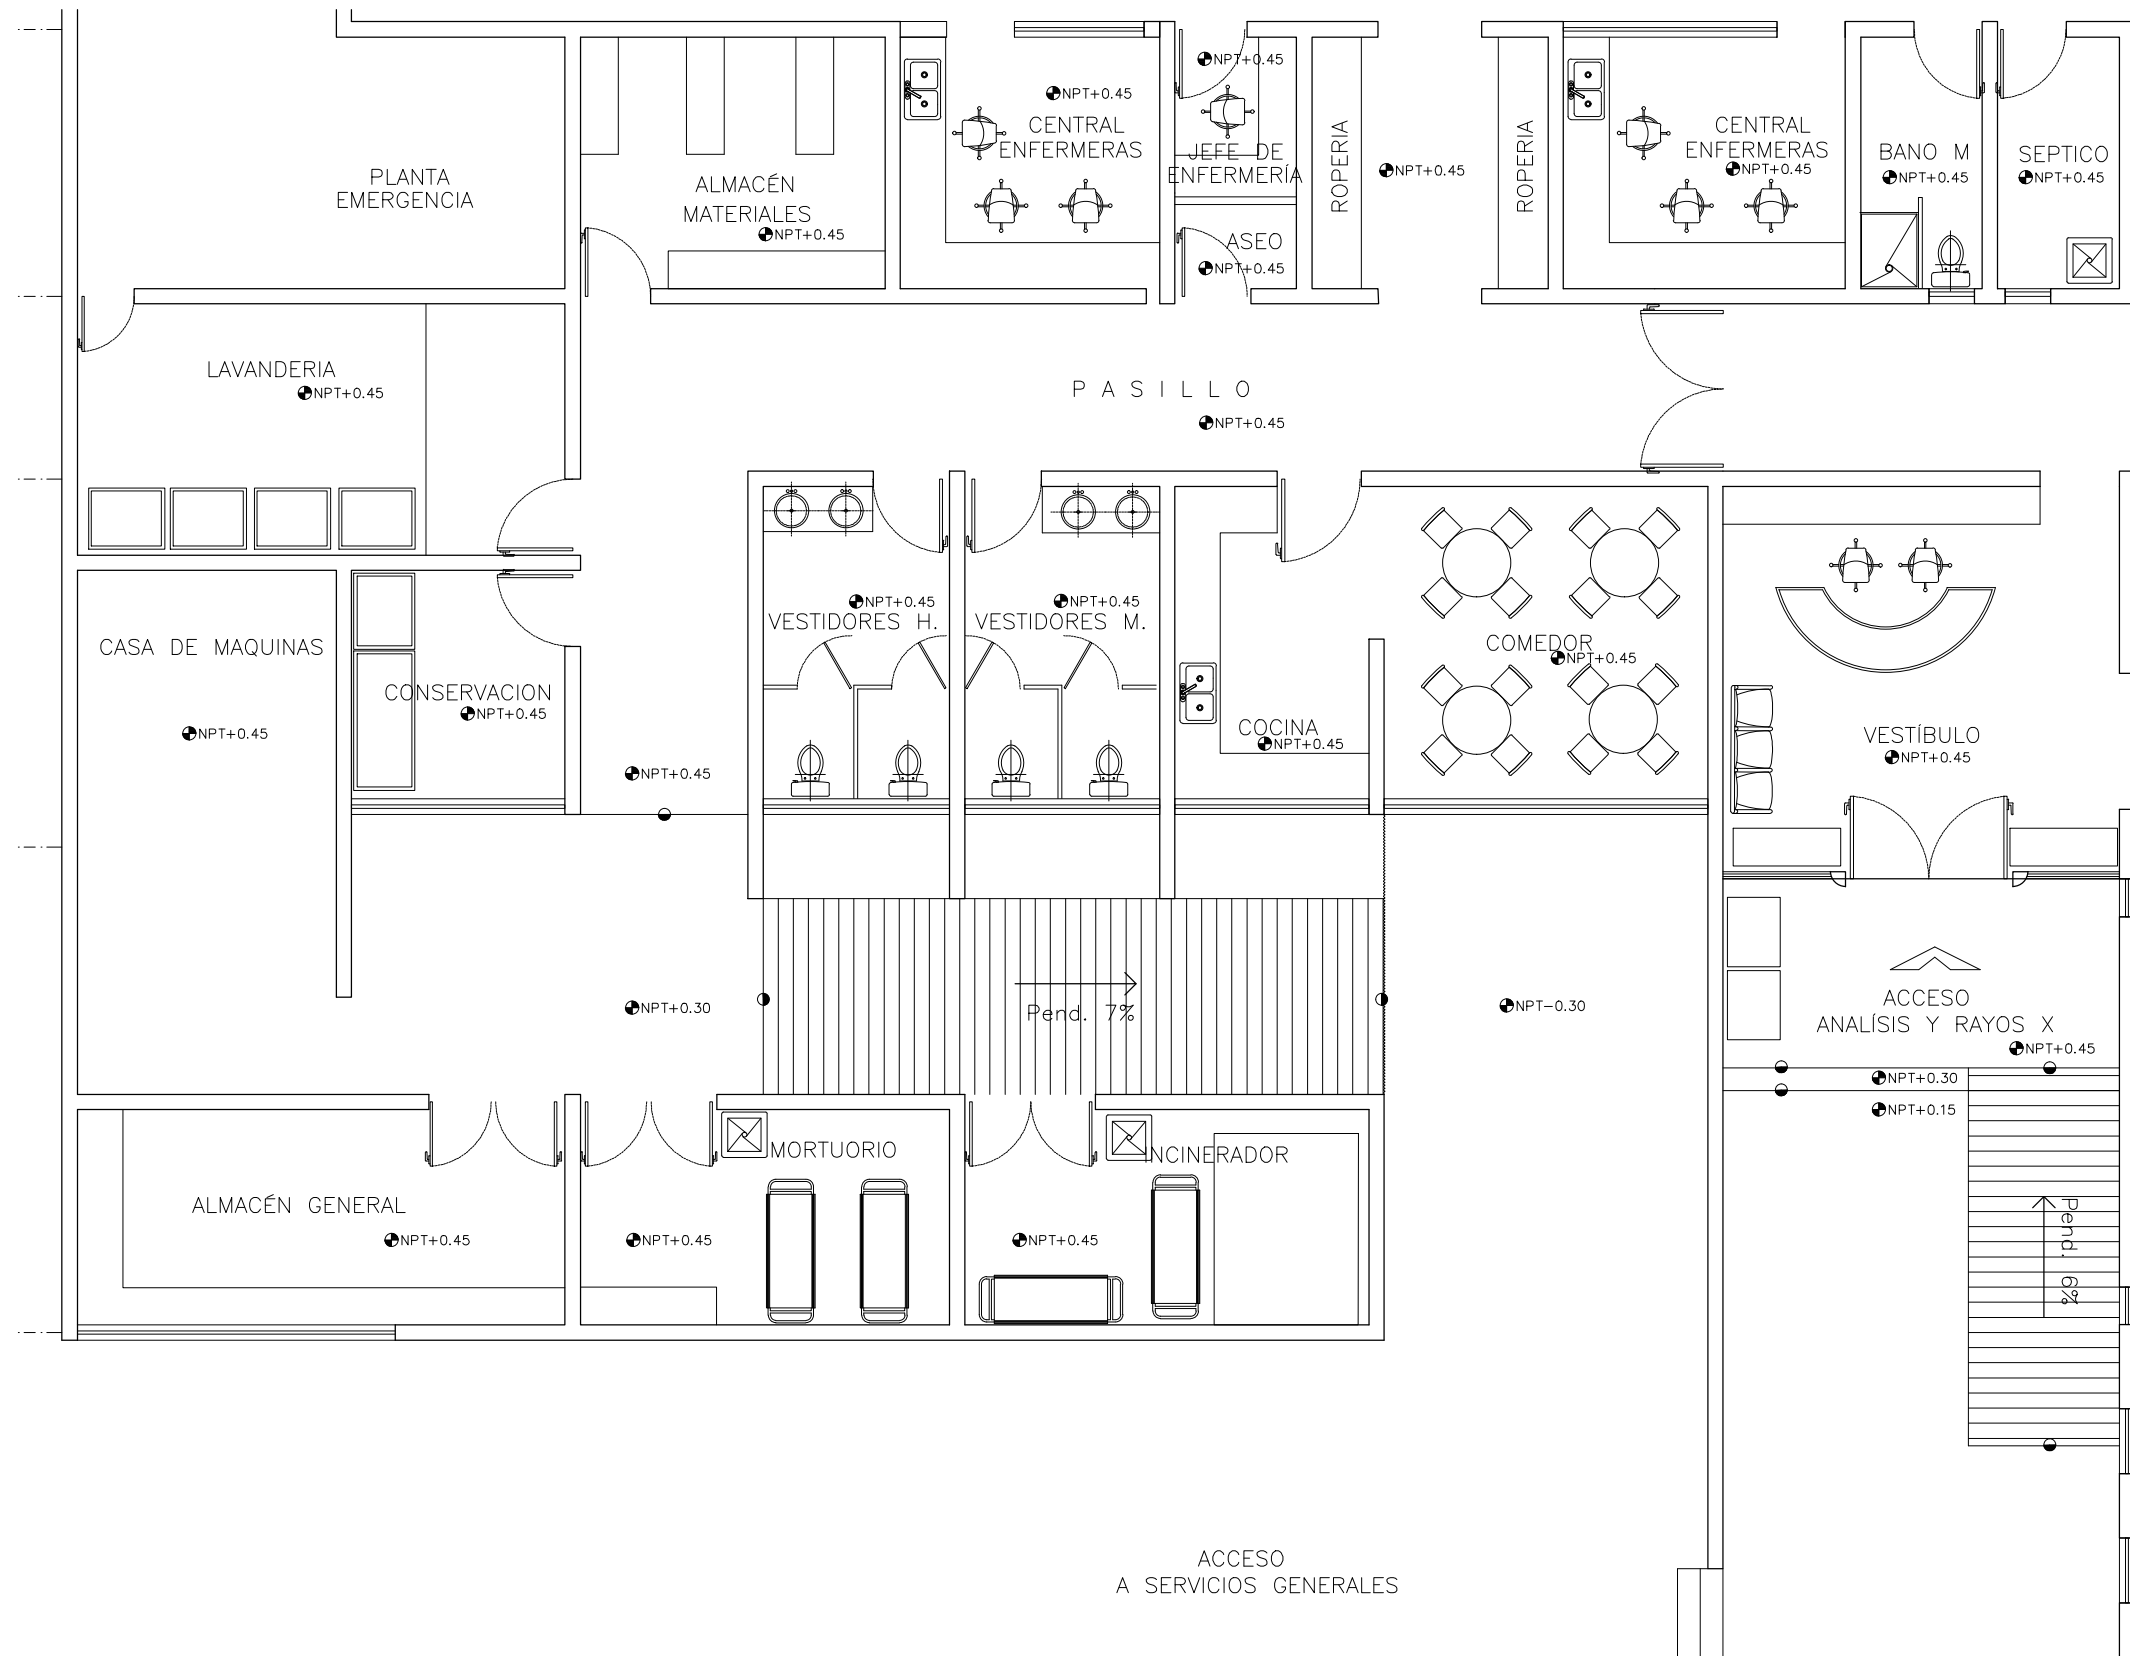 NPT+0.45
NPT+0.45
CENTRAL
ENFERMERAS
JEFE DE
ENFERMERÍA
ROPERIA
NPT+0.45
ROPERIA
CENTRAL
ENFERMERAS
NPT+0.45
BANO M
NPT+0.45
SEPTICO
NPT+0.45
PLANTA
EMERGENCIA
ALMACÉN
MATERIALES
NPT+0.45
ASEO
NPT+0.45
LAVANDERIA
NPT+0.45
PASILLO
NPT+0.45
NPT+0.45
VESTIDORES H.
NPT+0.45
VESTIDORES M.
CASA DE MAQUINAS
NPT+0.45
CONSERVACION
NPT+0.45
COMEDOR
NPT+0.45
COCINA
NPT+0.45
VESTÍBULO
NPT+0.45
NPT+0.45
NPT+0.30
Pend. 7%
NPT-0.30
ACCESO
ANALÍSIS Y RAYOS X
NPT+0.45
NPT+0.30
NPT+0.15
MORTUORIO
INCINERADOR
ALMACÉN GENERAL
NPT+0.45
NPT+0.45
NPT+0.45
Pend. 6%
ACCESO
A SERVICIOS GENERALES